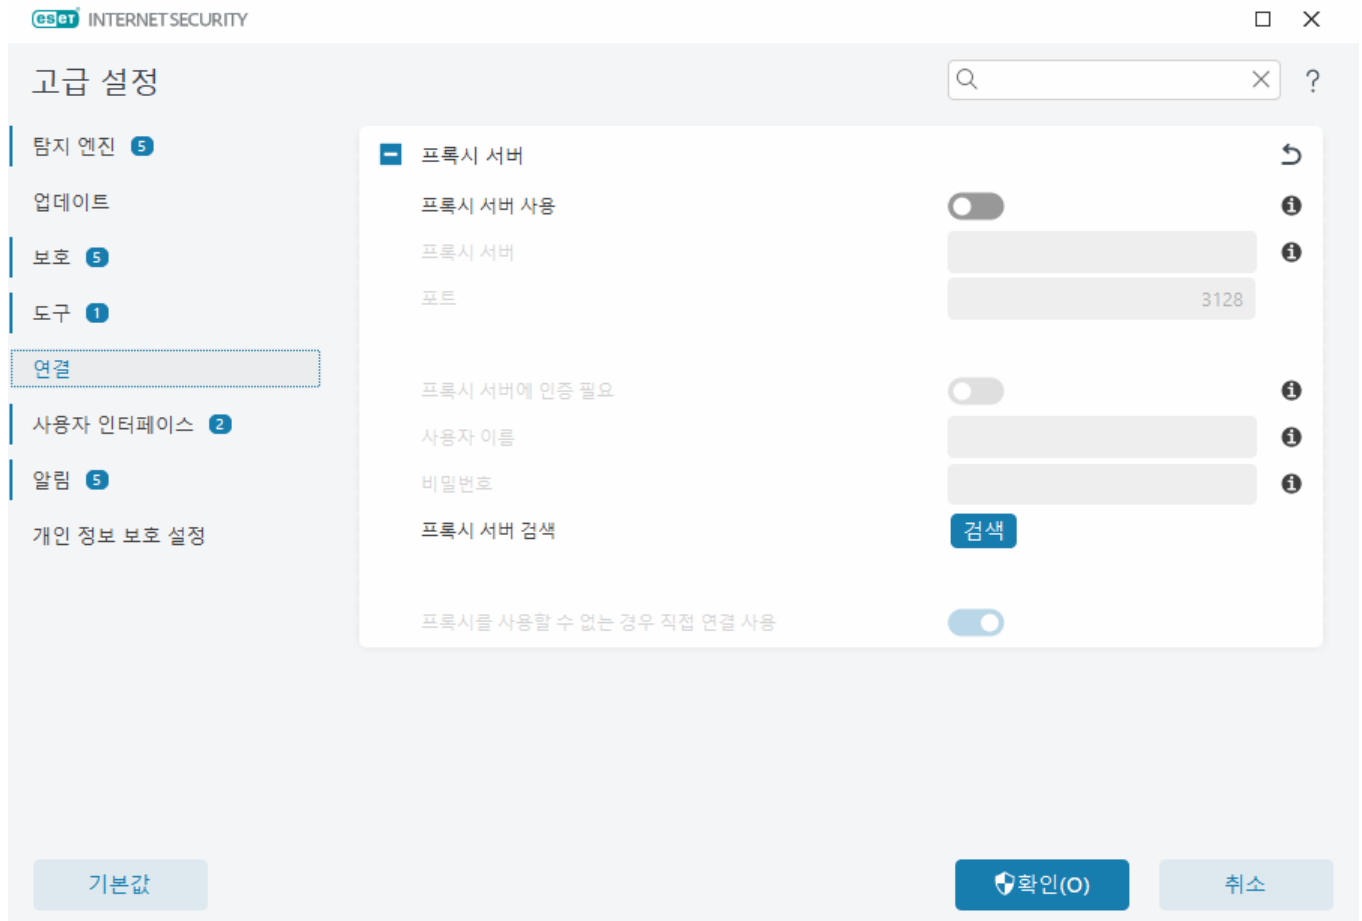 eset INTERNET SECURITY
고급 설정
?
탐지 엔진 5
업데이트
보호 5
도구 1
연결
사용자 인터페이스 2
알림 5
개인 정보 보호 설정
프록시 서버
프록시 서버 사용
프록시 서버
포트 3128
프록시 서버에 인증 필요
사용자 이름
비밀번호
프록시 서버 검색 검색
프록시를 사용할 수 없는 경우 직접 연결 사용
기본값 확인(O) 취소